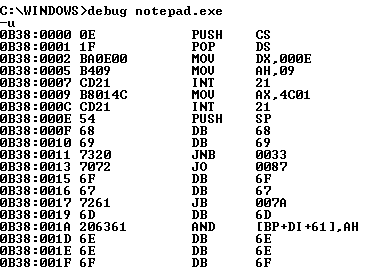 C:\WINDOWS>debug notepad.exe
-u
0B38:0000 0E PUSH CS
0B38:0001 1F POP DS
0B38:0002 BA0E00 MOV DX,000E
0B38:0005 B409 MOV AH,09
0B38:0007 CD21 INT 21
0B38:0009 B8014C MOV AX,4C01
0B38:000C CD21 INT 21
0B38:000E 54 PUSH SP
0B38:000F 68 DB 68
0B38:0010 69 DB 69
0B38:0011 7320 JNB 0033
0B38:0013 7072 JO 0087
0B38:0015 6F DB 6F
0B38:0016 67 DB 67
0B38:0017 7261 JB 007A
0B38:0019 6D DB 6D
0B38:001A 206361 AND [BP+DI+61],AH
0B38:001D 6E DB 6E
0B38:001E 6E DB 6E
0B38:001F 6F DB 6F